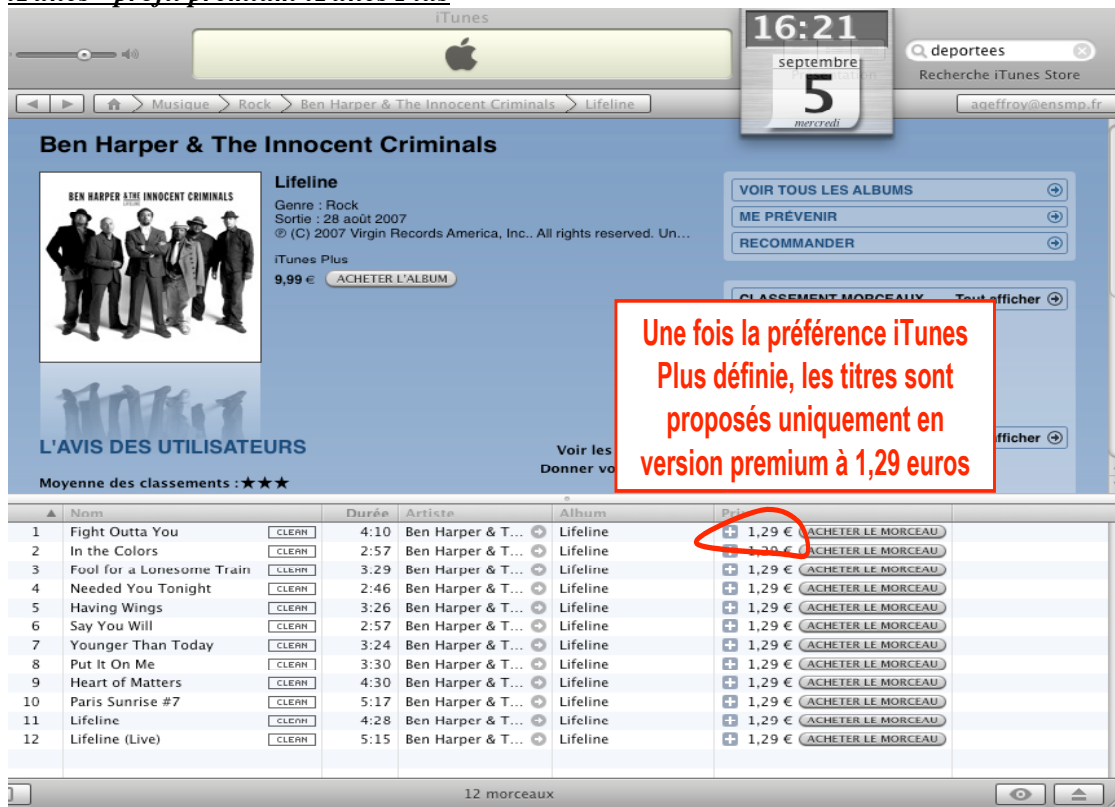 iTunes - profil premium iTunes Plus
iTunes
16:21
septembre
5
mercredi
deportees
Recherche iTunes Store
Musique Rock Ben Harper & The Innocent Criminals Lifeline
ageffroy@ensmp.fr
Ben Harper & The Innocent Criminals
BEN HARPER & THE INNOCENT CRIMINALS
LIFELINE
Lifeline
Genre : Rock
Sortie : 28 août 2007
℗ (C) 2007 Virgin Records America, Inc.. All rights reserved. Un...
iTunes Plus
9,99 € ACHETER L'ALBUM
VOIR TOUS LES ALBUMS
ME PRÉVENIR
RECOMMANDER
CLASSEMENT MORCEAUX Tout afficher
Une fois la préférence iTunes
Plus définie, les titres sont
proposés uniquement en
version premium à 1,29 euros
afficher
L'AVIS DES UTILISATEURS
Voir les
Donner vo
Moyenne des classements : ★★★
Nom Durée Artiste Album Prix
1 Fight Outta You CLEAN 4:10 Ben Harper & T... Lifeline 1,29 € ACHETER LE MORCEAU
2 In the Colors CLEAN 2:57 Ben Harper & T... Lifeline 1,29 € ACHETER LE MORCEAU
3 Fool for a Lonesome Train CLEAN 3:29 Ben Harper & T... Lifeline 1,29 € ACHETER LE MORCEAU
4 Needed You Tonight CLEAN 2:46 Ben Harper & T... Lifeline 1,29 € ACHETER LE MORCEAU
5 Having Wings CLEAN 3:26 Ben Harper & T... Lifeline 1,29 € ACHETER LE MORCEAU
6 Say You Will CLEAN 2:57 Ben Harper & T... Lifeline 1,29 € ACHETER LE MORCEAU
7 Younger Than Today CLEAN 3:24 Ben Harper & T... Lifeline 1,29 € ACHETER LE MORCEAU
8 Put It On Me CLEAN 3:30 Ben Harper & T... Lifeline 1,29 € ACHETER LE MORCEAU
9 Heart of Matters CLEAN 4:30 Ben Harper & T... Lifeline 1,29 € ACHETER LE MORCEAU
10 Paris Sunrise #7 CLEAN 5:17 Ben Harper & T... Lifeline 1,29 € ACHETER LE MORCEAU
11 Lifeline CLEAN 4:28 Ben Harper & T... Lifeline 1,29 € ACHETER LE MORCEAU
12 Lifeline (Live) CLEAN 5:15 Ben Harper & T... Lifeline 1,29 € ACHETER LE MORCEAU
12 morceaux